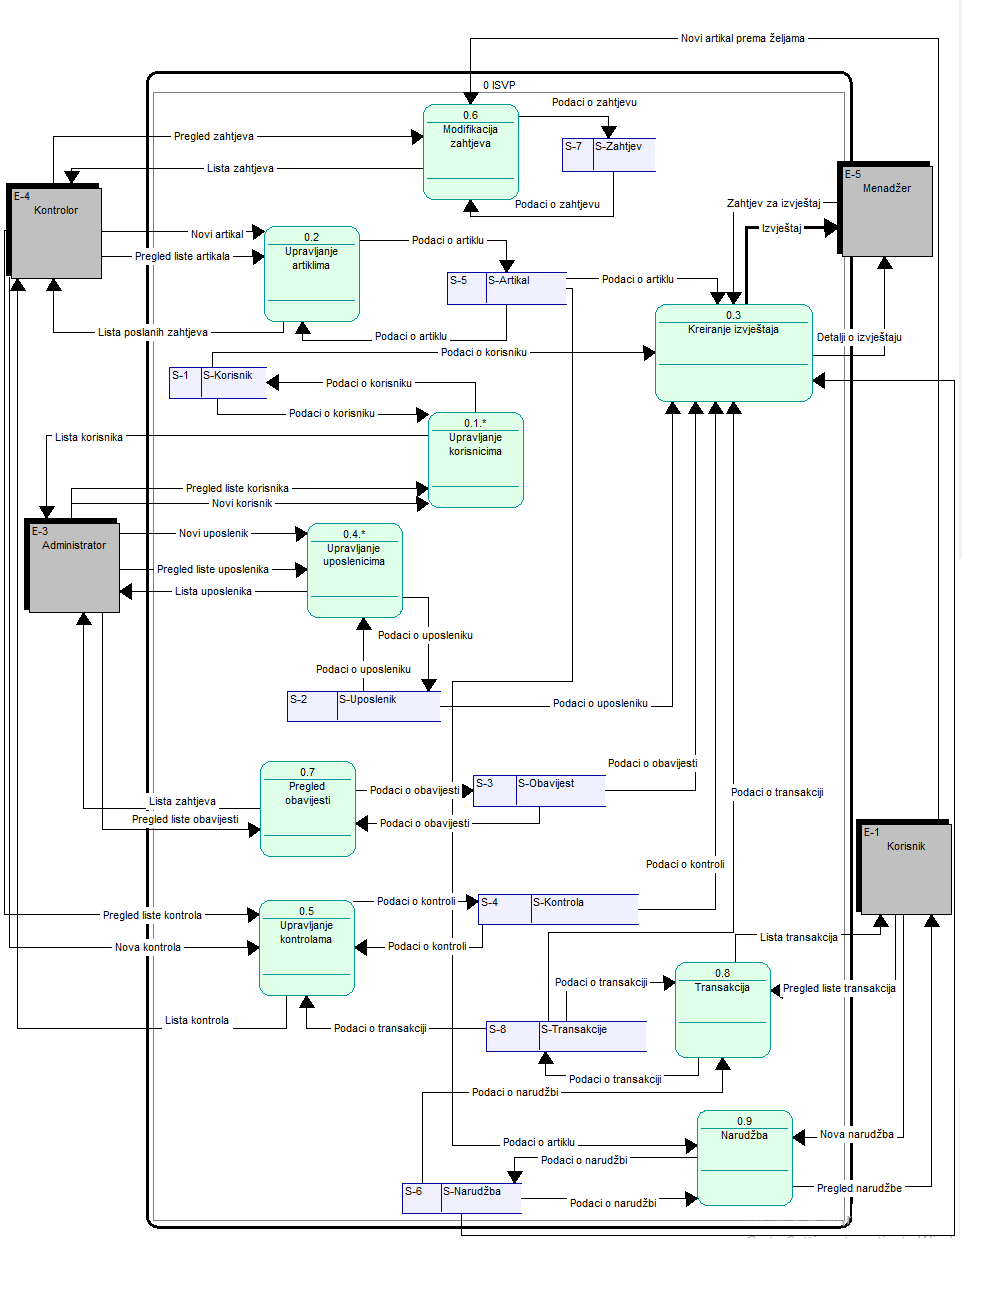 Novi artikal prema željama
0 ISVP
Podaci o zahtjevu
0.6
Modifikacija
zahtjeva
Pregled zahtjeva
S-7
S-Zahtjev
Lista zahtjeva
E-5
Menadžer
E-4
Kontrolor
Podaci o zahtjevu
Zahtjev za izvještaj
Izvještaj
Novi artikal
0.2
Upravljanje
artiklima
Podaci o artiklu
Pregled liste artikala
S-5
S-Artikal
Podaci o artiklu
0.3
Kreiranje izvještaja
Lista poslanih zahtjeva
Podaci o artiklu
Detalji o izvještaju
Podaci o korisniku
S-1
S-Korisnik
Podaci o korisniku
Podaci o korisniku
0.1.*
Upravljanje
korisnicima
Lista korisnika
Pregled liste korisnika
Novi korisnik
E-3
Administrator
Novi uposlenik
0.4.*
Upravljanje
uposlenicima
Pregled liste uposlenika
Lista uposlenika
Podaci o uposleniku
Podaci o uposleniku
S-2
S-Uposlenik
Podaci o uposleniku
Podaci o obavijesti
0.7
Pregled
obavijesti
Podaci o obavijesti
S-3
S-Obavijest
Podaci o transakciji
Lista zahtjeva
Pregled liste obavijesti
Podaci o obavijesti
E-1
Korisnik
Podaci o kontroli
Podaci o kontroli
S-4
S-Kontrola
0.5
Upravljanje
kontrolama
Pregled liste kontrola
Nova kontrola
Podaci o kontroli
Lista transakcija
0.8
Transakcija
Podaci o transakciji
Pregled liste transakcija
Lista kontrola
Podaci o transakciji
S-8
S-Transakcije
Podaci o transakciji
Podaci o narudžbi
0.9
Narudžba
Nova narudžba
Podaci o artiklu
Podaci o narudžbi
S-6
S-Narudžba
Podaci o narudžbi
Pregled narudžbe